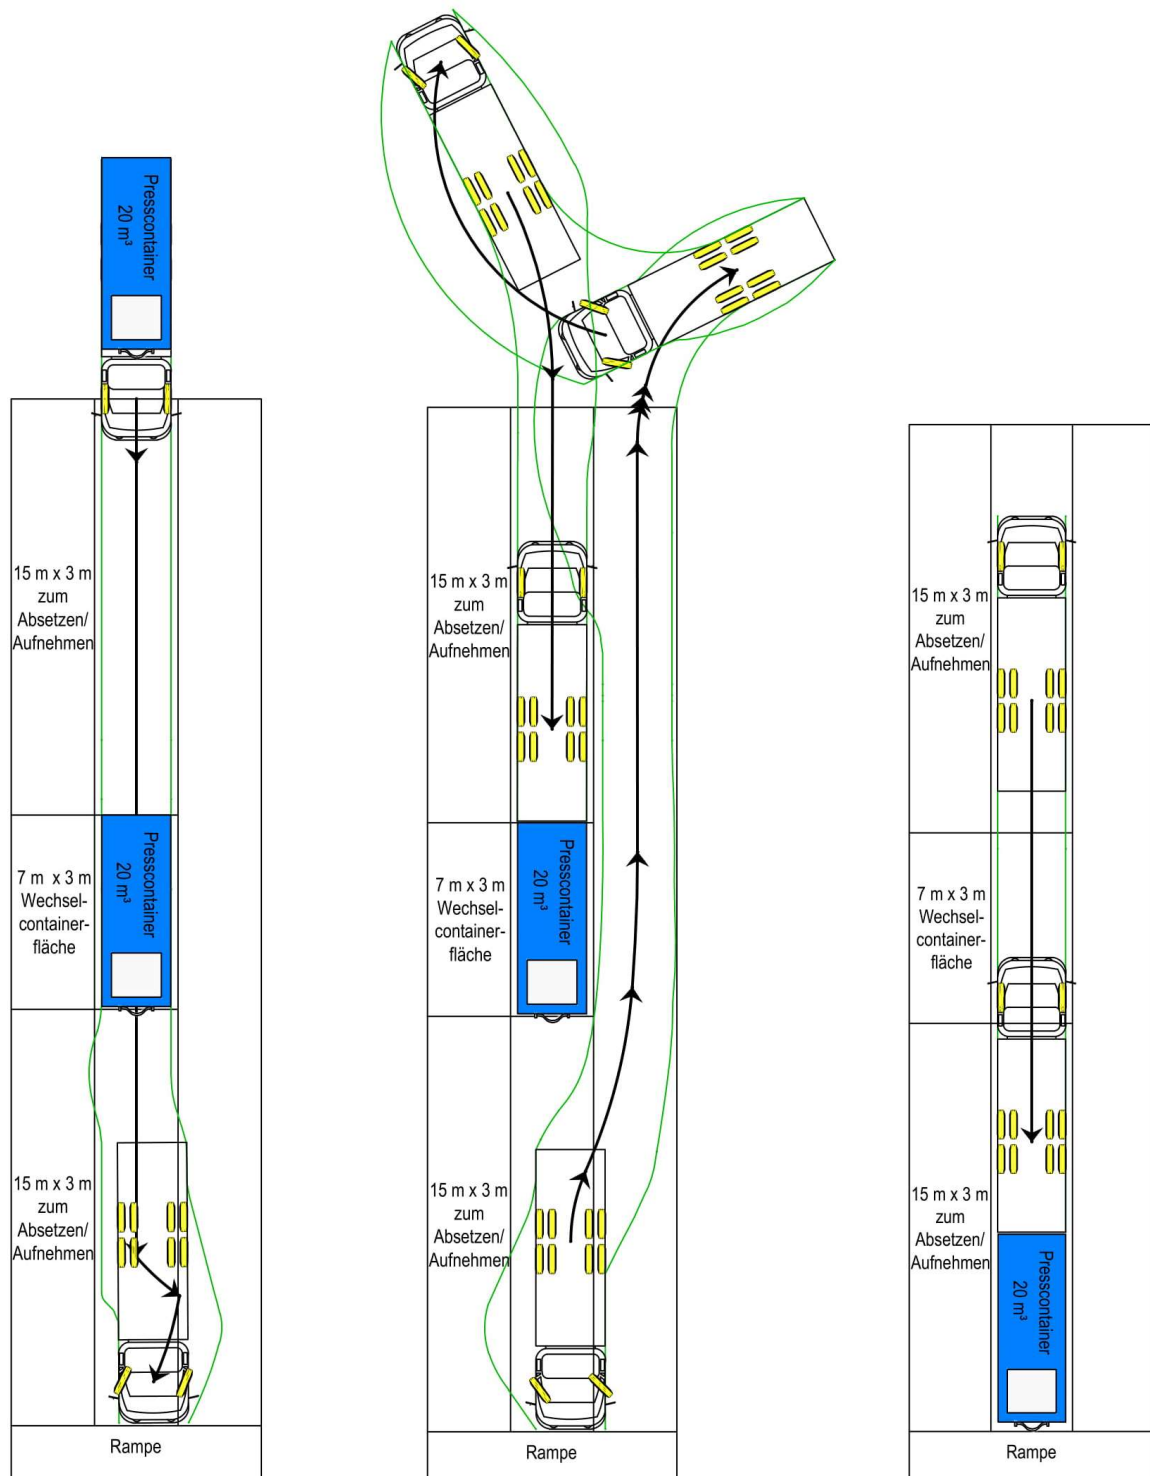 Presscontainer
20 m³
15 m x 3 m
zum
Absetzen/
Aufnehmen
Presscontainer
20 m³
7 m x 3 m
Wechsel-
container-
fläche
15 m x 3 m
zum
Absetzen/
Aufnehmen
Rampe
15 m x 3 m
zum
Absetzen/
Aufnehmen
Presscontainer
20 m³
7 m x 3 m
Wechsel-
container-
fläche
15 m x 3 m
zum
Absetzen/
Aufnehmen
Rampe
15 m x 3 m
zum
Absetzen/
Aufnehmen
7 m x 3 m
Wechsel-
container-
fläche
15 m x 3 m
zum
Absetzen/
Aufnehmen
Presscontainer
20 m³
Rampe